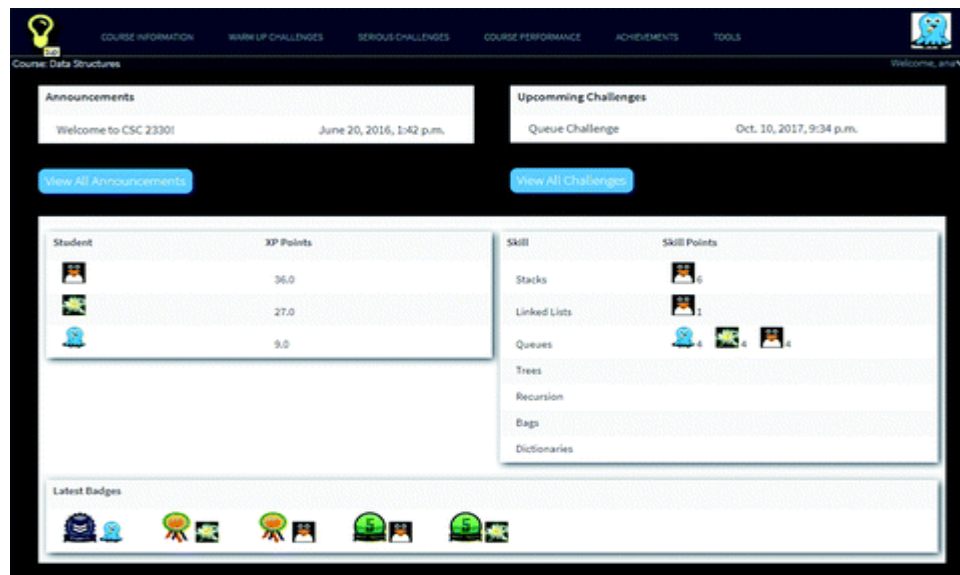 COURSE INFORMATION WARM UP CHALLENGES SERIOUS CHALLENGES COURSE PERFORMANCE ACHIEVEMENTS TOOLS
Course: Data Structures
Welcome, ana
Announcements
Welcome to CSC 2330! June 20, 2016, 1:42 p.m.
Upcomming Challenges
Queue Challenge Oct. 10, 2017, 9:34 p.m.
View All Announcements
View All Challenges
Student XP Points
36.0
27.0
9.0
Skill Skill Points
Stacks 6
Linked Lists 1
Queues 4 4 4
Trees
Recursion
Bags
Dictionaries
Latest Badges
5 5